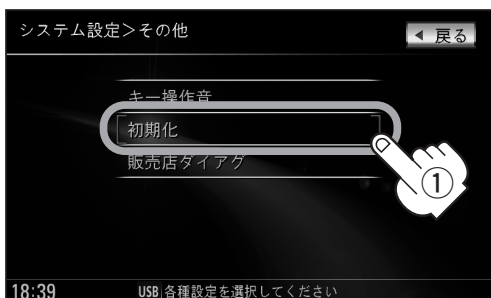 システム設定＞その他
◀ 戻る
キー操作音
初期化
販売店ダイアグ
①
18:39 USB 各種設定を選択してください